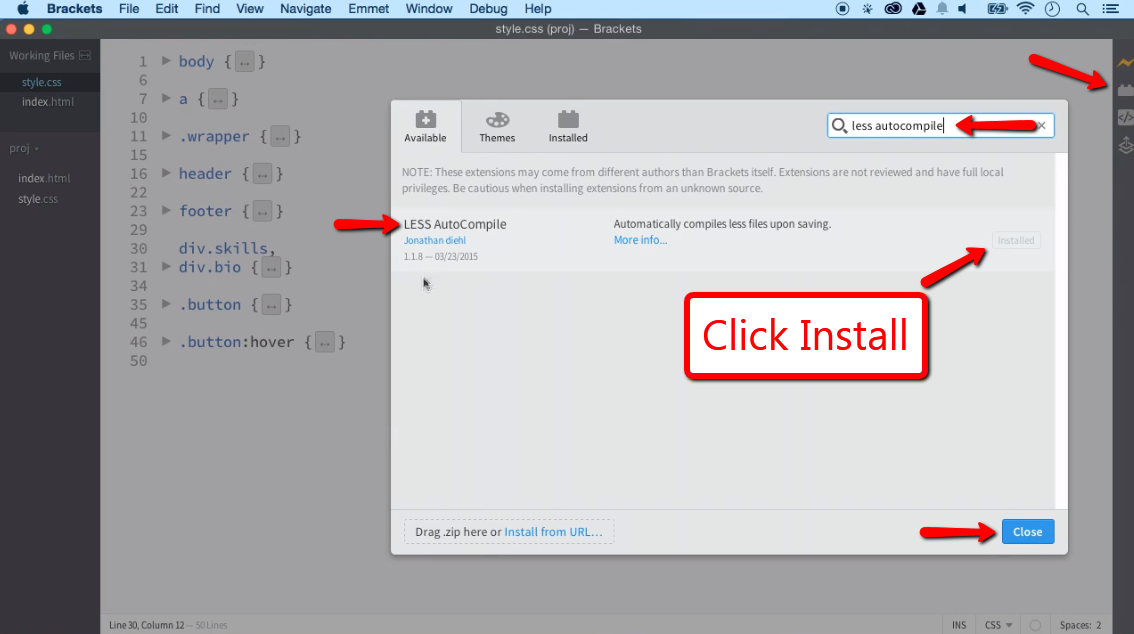 Brackets File Edit Find View Navigate Emmet Window Debug Help
style.css (proj) — Brackets
Working Files
style.css
index.html
proj
index.html
style.css
1 body { }
6
7 a { }
10
11 .wrapper { }
15
16 header { }
22
23 footer { }
29
30 div.skills,
31 div.bio { }
34
35 .button { }
45
46 .button:hover { }
50
Available Themes Installed
less autocompile
NOTE: These extensions may come from different authors than Brackets itself. Extensions are not reviewed and have full local
privileges. Be cautious when installing extensions from an unknown source.
LESS AutoCompile
Jonathan diehl
1.1.8 — 03/23/2015
Automatically compiles less files upon saving.
More info...
Installed
Click Install
Drag .zip here or Install from URL...
Close
Line 30, Column 12 — 50 Lines
INS CSS Spaces: 2